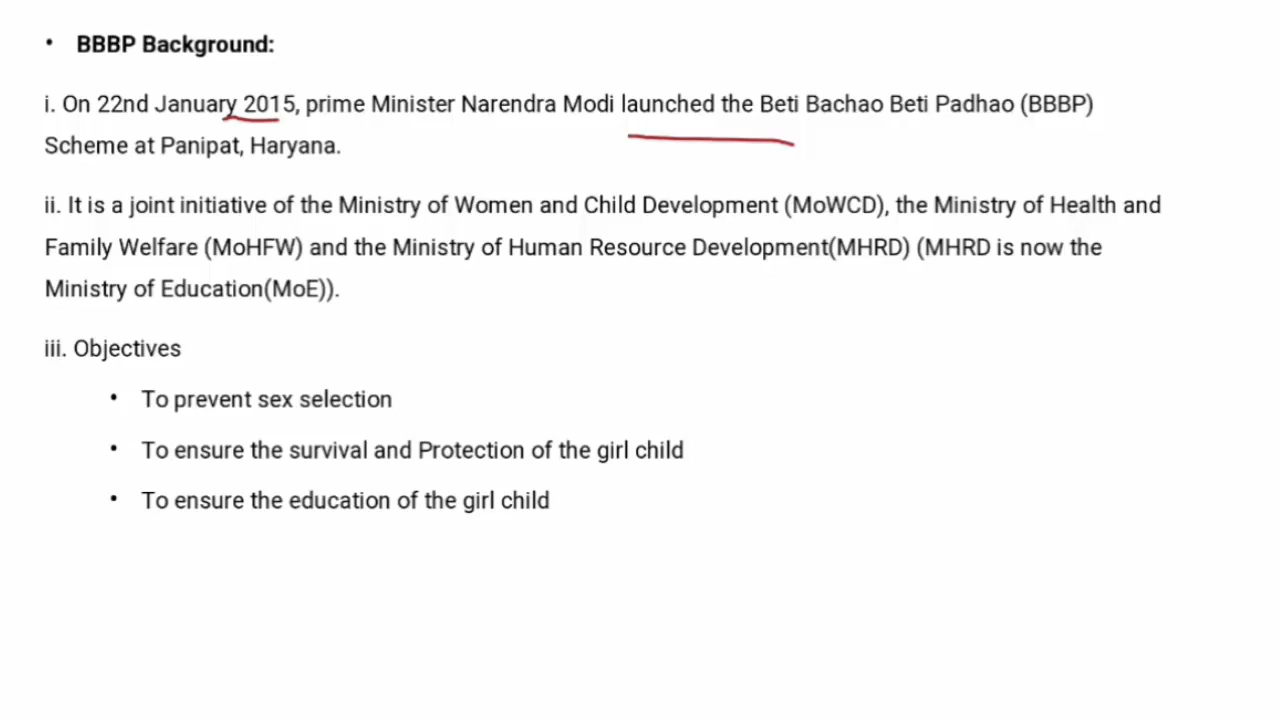 • BBBP Background:
i. On 22nd January 2015, prime Minister Narendra Modi launched the Beti Bachao Beti Padhao (BBBP)
Scheme at Panipat, Haryana.
ii. It is a joint initiative of the Ministry of Women and Child Development (MoWCD), the Ministry of Health and
Family Welfare (MoHFW) and the Ministry of Human Resource Development(MHRD) (MHRD is now the
Ministry of Education(MoE)).
iii. Objectives
• To prevent sex selection
• To ensure the survival and Protection of the girl child
• To ensure the education of the girl child